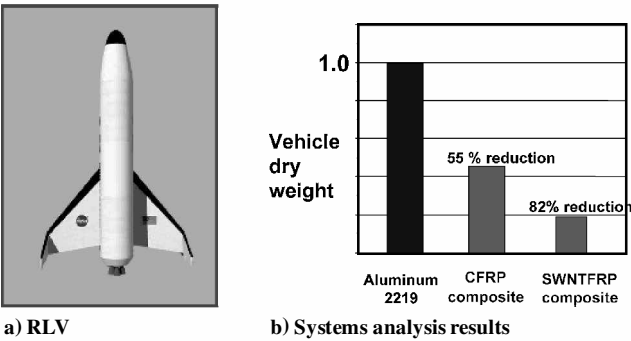 1.0
Vehicle
dry
weight
55 % reduction
82% reduction
Aluminum
2219
CFRP
composite
SWNTFRP
composite
a) RLV
b) Systems analysis results